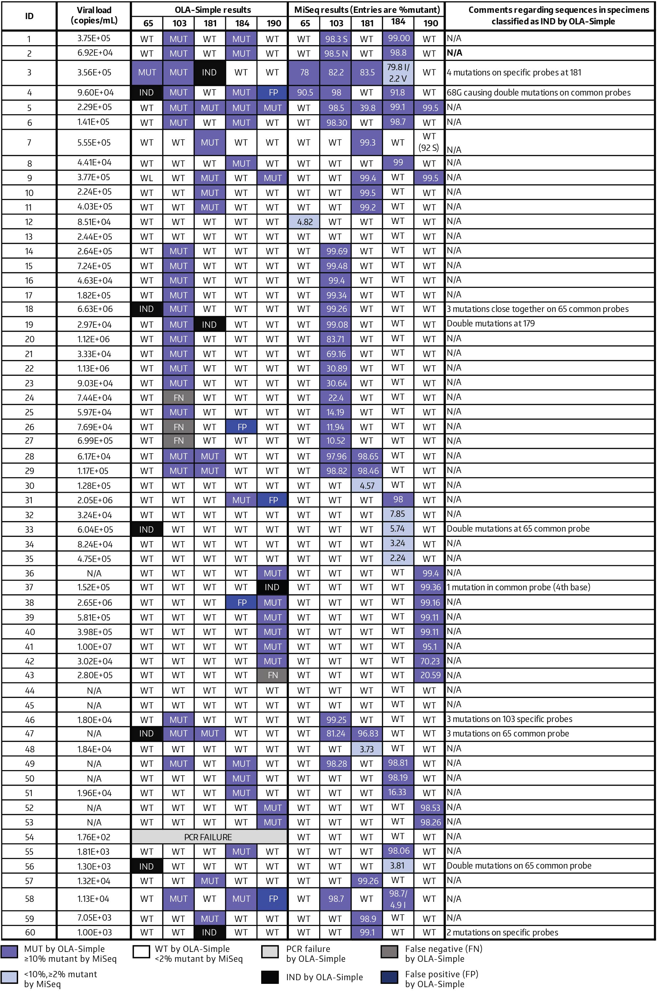 ID Viral load (copies/mL) OLA-Simple results MiSeq results (Entries are %mutant) Comments regarding sequences in specimens classified as IND by OLA-Simple
65 103 181 184 190 65 103 181 184 190
1 3.75E+05 WT MUT WT MUT WT WT 98.3 S WT 99.00 WT N/A
2 6.92E+04 WT MUT WT MUT WT WT 98.5 N WT 98.8 WT N/A
3 3.56E+05 MUT MUT IND WT WT 78 82.2 83.5 79.8 I/ 2.2 V WT 4 mutations on specific probes at 181
4 9.60E+04 IND MUT WT MUT FP 90.5 98 WT 91.8 WT 68G causing double mutations on common probes
5 2.29E+05 WT MUT MUT MUT MUT WT 98.5 39.8 99.1 99.5 N/A
6 1.41E+05 WT MUT WT MUT WT WT 98.30 WT 98.7 WT N/A
7 5.55E+05 WT WT MUT WT WT WT WT 99.3 WT WT (92 S) N/A
8 4.41E+04 WT WT WT MUT WT WT WT WT 99 WT N/A
9 3.77E+05 WL WT MUT WT MUT WT WT 99.4 WT 99.5 N/A
10 2.24E+05 WT WT MUT WT WT WT WT 99.5 WT WT N/A
11 4.03E+05 WT WT MUT WT WT WT WT 99.2 WT WT N/A
12 8.51E+04 WT WT WT WT WT 4.82 WT WT WT WT N/A
13 2.44E+05 WT WT WT WT WT WT WT WT WT WT N/A
14 2.64E+05 WT MUT WT WT WT WT 99.69 WT WT WT N/A
15 7.24E+05 WT MUT WT WT WT WT 99.48 WT WT WT N/A
16 4.63E+04 WT MUT WT WT WT WT 99.4 WT WT WT N/A
17 1.82E+05 WT MUT WT WT WT WT 99.34 WT WT WT N/A
18 6.63E+06 IND MUT WT WT WT WT 99.26 WT WT WT 3 mutations close together on 65 common probes
19 2.97E+04 WT MUT IND WT WT WT 99.08 WT WT WT Double mutations at 179
20 1.12E+06 WT MUT WT WT WT WT 83.71 WT WT WT N/A
21 3.33E+04 WT MUT WT WT WT WT 69.16 WT WT WT N/A
22 1.13E+06 WT MUT WT WT WT WT 30.89 WT WT WT N/A
23 9.03E+04 WT MUT WT WT WT WT 30.64 WT WT WT N/A
24 7.44E+04 WT FN WT WT WT WT 22.4 WT WT WT N/A
25 5.97E+04 WT MUT WT WT WT WT 14.19 WT WT WT N/A
26 7.69E+04 WT FN WT FP WT WT 11.94 WT WT WT N/A
27 6.99E+05 WT FN WT WT WT WT 10.52 WT WT WT N/A
28 6.17E+04 WT MUT MUT WT WT WT 97.96 98.65 WT WT N/A
29 1.17E+05 WT MUT MUT WT WT WT 98.82 98.46 WT WT N/A
30 1.28E+05 WT WT WT WT WT WT WT 4.57 WT WT N/A
31 2.05E+06 WT WT WT MUT FP WT WT WT 98 WT N/A
32 3.24E+04 WT WT WT WT WT WT WT WT 7.85 WT N/A
33 6.04E+05 IND WT WT WT WT WT WT WT 5.74 WT Double mutations at 65 common probe
34 8.24E+04 WT WT WT WT WT WT WT WT 3.24 WT N/A
35 4.75E+05 WT WT WT WT WT WT WT WT 2.24 WT N/A
36 N/A WT WT WT WT MUT WT WT WT WT 99.4 N/A
37 1.52E+05 WT WT WT WT IND WT WT WT WT 99.36 1 mutation in common probe (4th base)
38 2.65E+06 WT WT WT FP MUT WT WT WT WT 99.16 N/A
39 5.81E+05 WT WT WT WT MUT WT WT WT WT 99.11 N/A
40 3.98E+05 WT WT WT WT MUT WT WT WT WT 99.11 N/A
41 1.00E+07 WT WT WT WT MUT WT WT WT WT 95.1 N/A
42 3.02E+04 WT WT WT WT MUT WT WT WT WT 70.23 N/A
43 2.80E+05 WT WT WT WT FN WT WT WT WT 20.59 N/A
44 N/A WT WT WT WT WT WT WT WT WT WT N/A
45 N/A WT WT WT WT WT WT WT WT WT WT N/A
46 1.80E+04 WT MUT WT WT WT WT 99.25 WT WT WT 3 mutations on 103 specific probes
47 N/A IND MUT MUT WT WT WT 81.24 96.83 WT WT 3 mutations on 65 common probe
48 1.84E+04 WT WT WT WT WT WT WT 3.73 WT WT N/A
49 N/A WT MUT WT MUT WT WT 98.28 WT 98.81 WT N/A
50 N/A WT WT WT MUT WT WT WT WT 98.19 WT N/A
51 1.96E+04 WT WT WT MUT WT WT WT WT 16.33 WT N/A
52 N/A WT WT WT WT MUT WT WT WT WT 98.53 N/A
53 N/A WT WT WT WT MUT WT WT WT WT 98.26 N/A
54 1.76E+02 PCR FAILURE WT WT WT WT WT N/A
55 1.81E+03 WT WT WT MUT WT WT WT WT 98.06 WT N/A
56 1.30E+03 IND WT WT WT WT WT WT WT 3.81 WT Double mutations on 65 common probe
57 1.32E+04 WT WT MUT WT WT WT WT 99.26 WT WT N/A
58 1.13E+04 WT MUT WT MUT FP WT 98.7 WT 98.7/ 4.9 I WT N/A
59 7.05E+03 WT WT MUT WT WT WT WT 98.9 WT WT N/A
60 1.00E+03 WT WT IND WT WT WT WT 99.1 WT WT 2 mutations on specific probes
MUT by OLA-Simple
≥10% mutant by MiSeq
WT by OLA-Simple
<2% mutant by MiSeq
PCR failure
by OLA-Simple
False negative (FN)
by OLA-Simple
<10%,≥2% mutant
by MiSeq
IND by OLA-Simple
False positive (FP)
by OLA-Simple